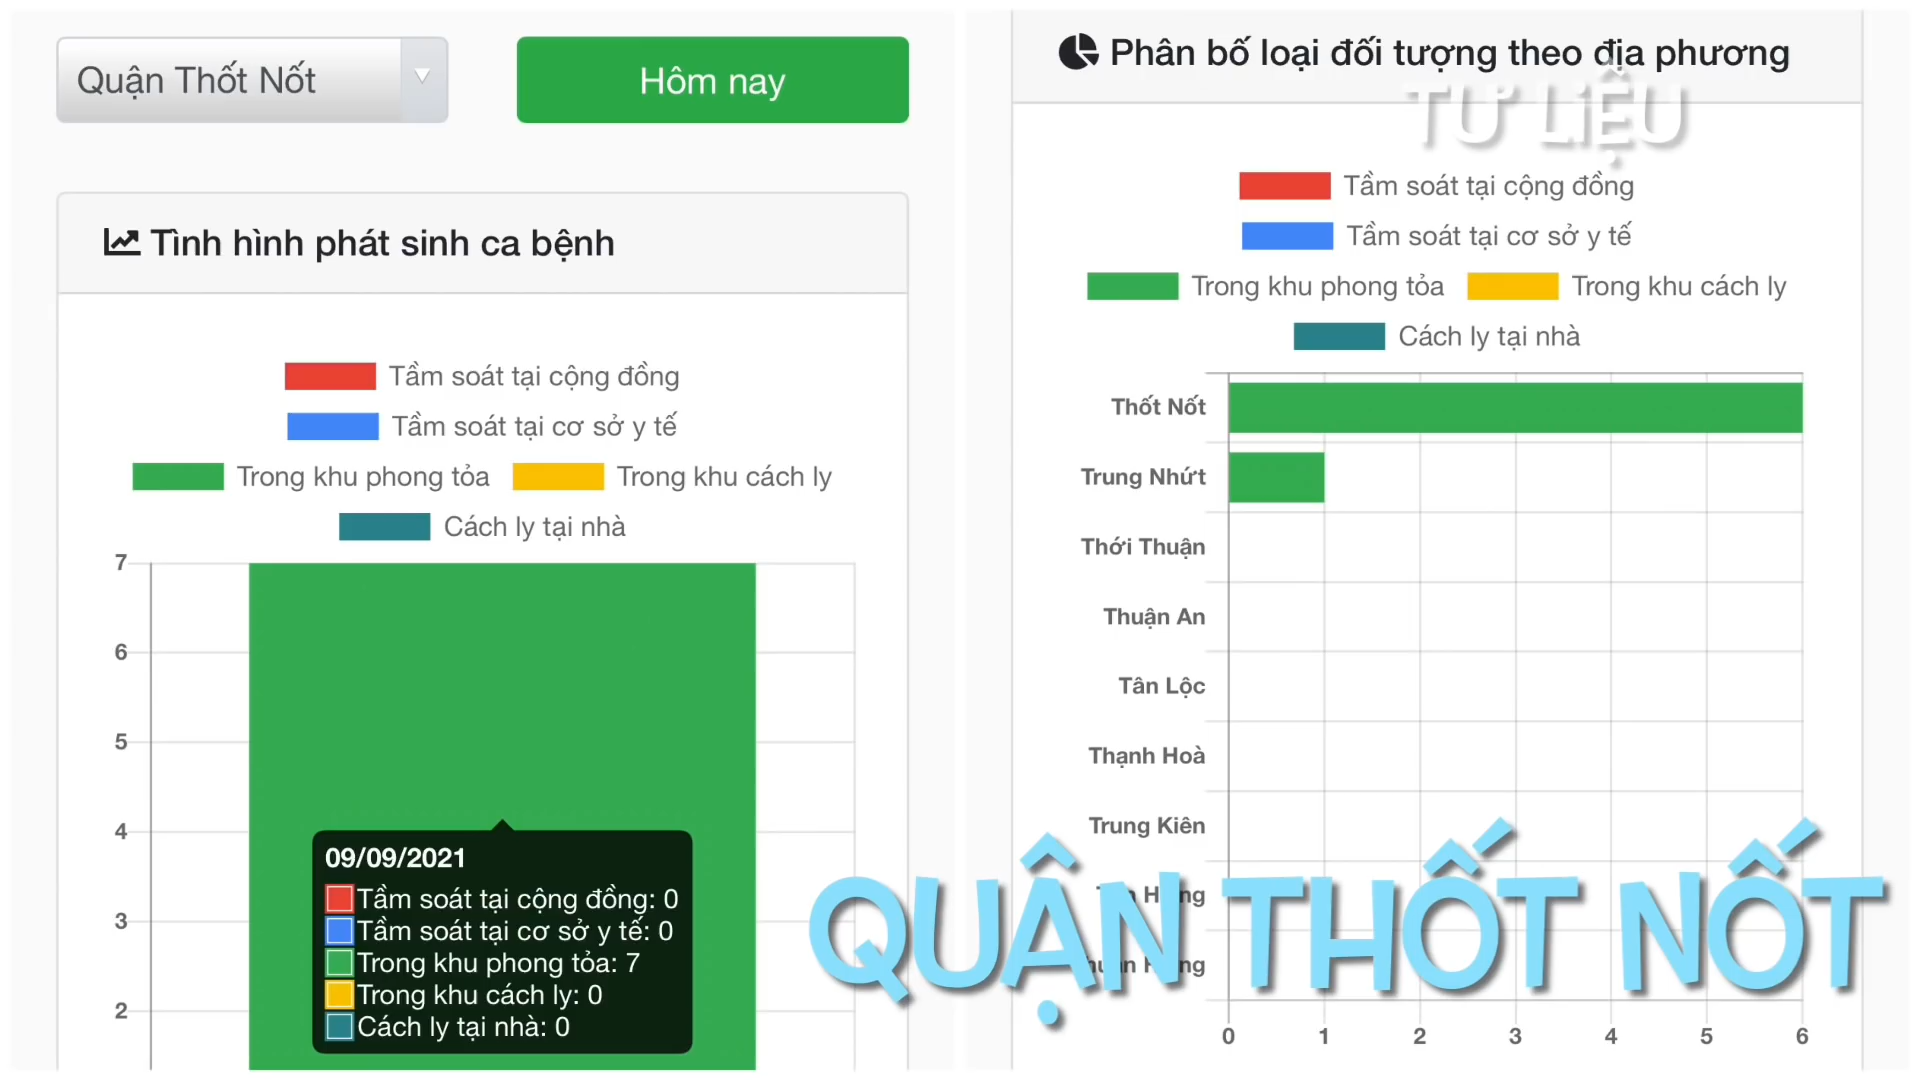 Quận Thốt Nốt
Hôm nay
Tình hình phát sinh ca bệnh
Tầm soát tại cộng đồng
Tầm soát tại cơ sở y tế
Trong khu phong tỏa Trong khu cách ly
Cách ly tại nhà
7
6
5
4
3
2
09/09/2021
Tầm soát tại cộng đồng: 0
Tầm soát tại cơ sở y tế: 0
Trong khu phong tỏa: 7
Trong khu cách ly: 0
Cách ly tại nhà: 0
Phân bố loại đối tượng theo địa phương
TƯ LIỆU
Tầm soát tại cộng đồng
Tầm soát tại cơ sở y tế
Trong khu phong tỏa Trong khu cách ly
Cách ly tại nhà
Thốt Nốt
Trung Nhứt
Thới Thuận
Thuận An
Tân Lộc
Thạnh Hoà
Trung Kiên
0 1 2 3 4 5 6
QUẬN THỐT NỐT